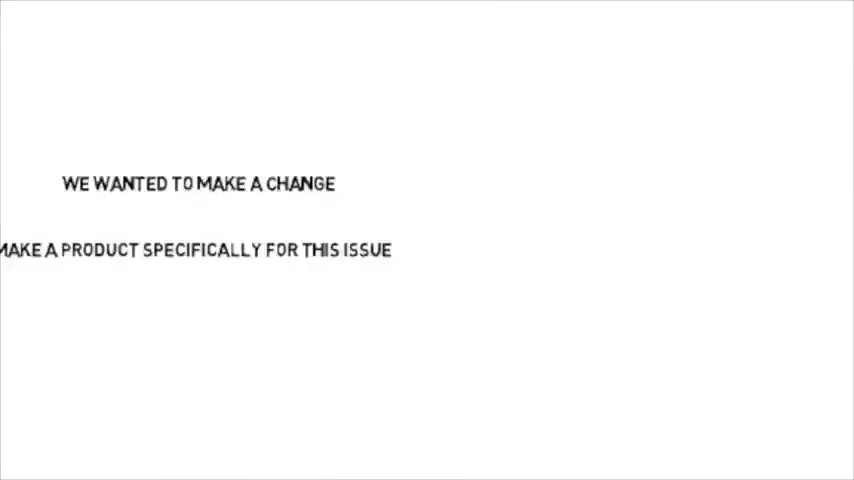 WE WANTED TO MAKE A CHANGE
MAKE A PRODUCT SPECIFICALLY FOR THIS ISSUE